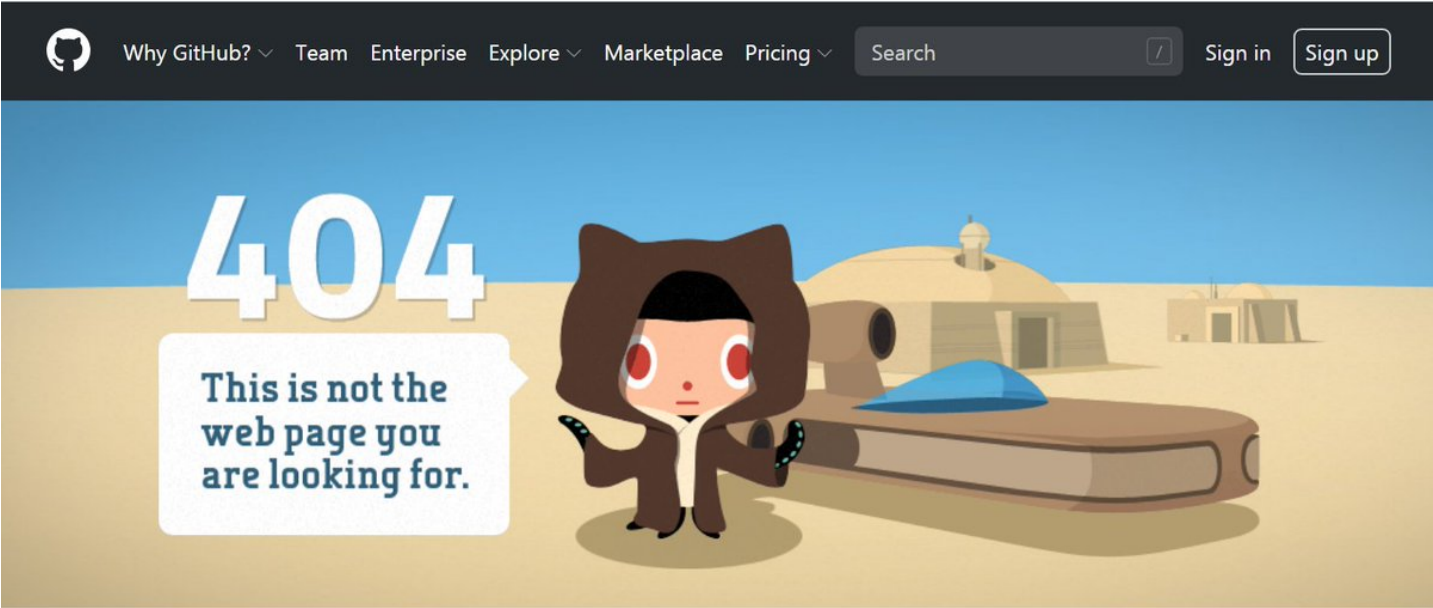 Why GitHub? Team Enterprise Explore Marketplace Pricing Search / Sign in Sign up
404
This is not the
web page you
are looking for.